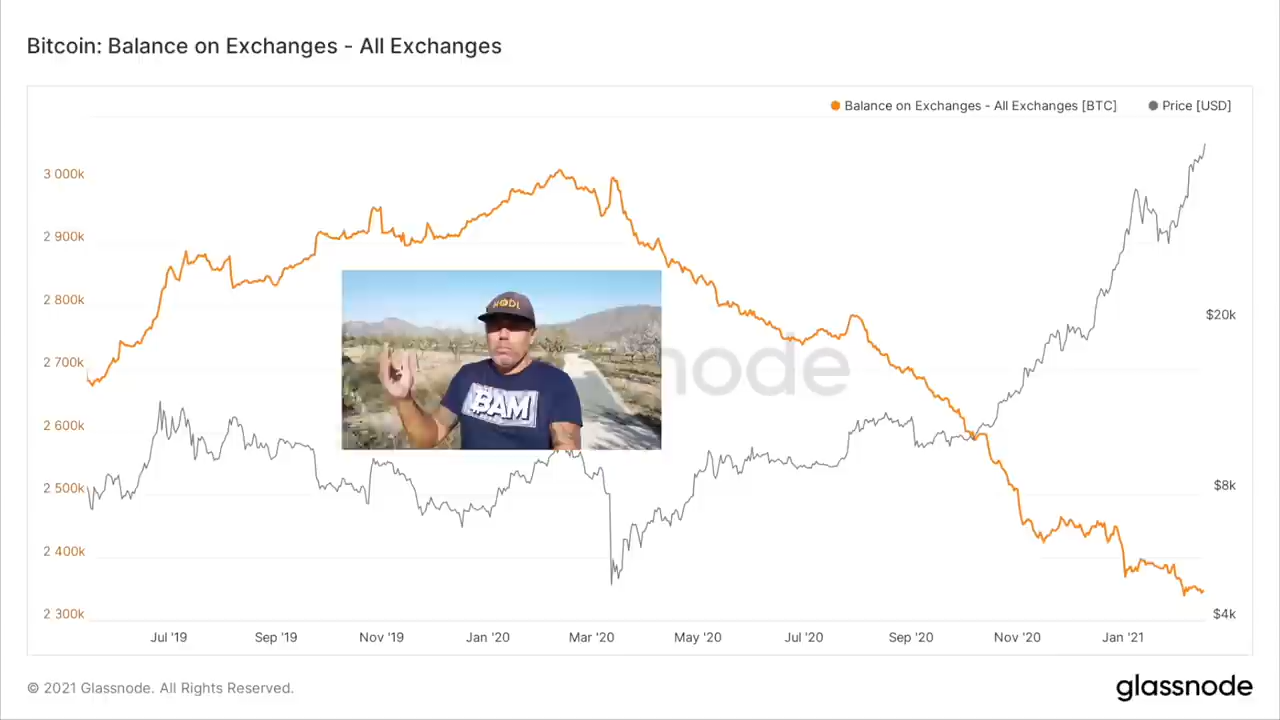 Bitcoin: Balance on Exchanges - All Exchanges
Balance on Exchanges - All Exchanges [BTC] Price [USD]
3 000k
2 900k
2 800k
2 700k
2 600k
2 500k
2 400k
2 300k
$20k
$8k
$4k
HODL
BAM
node
Jul '19 Sep '19 Nov '19 Jan '20 Mar '20 May '20 Jul '20 Sep '20 Nov '20 Jan '21
© 2021 Glassnode. All Rights Reserved.
glassnode